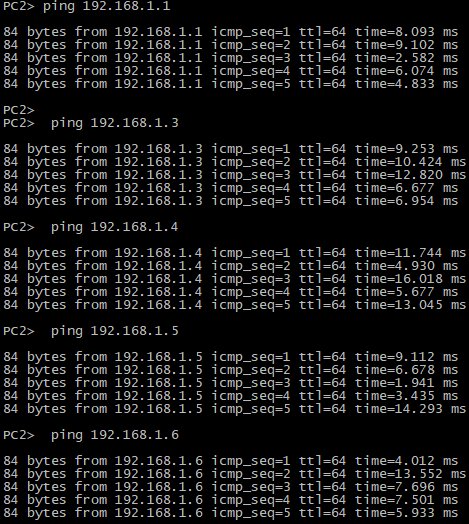 PC2> ping 192.168.1.1
84 bytes from 192.168.1.1 icmp_seq=1 ttl=64 time=8.093 ms
84 bytes from 192.168.1.1 icmp_seq=2 ttl=64 time=9.102 ms
84 bytes from 192.168.1.1 icmp_seq=3 ttl=64 time=2.582 ms
84 bytes from 192.168.1.1 icmp_seq=4 ttl=64 time=6.074 ms
84 bytes from 192.168.1.1 icmp_seq=5 ttl=64 time=4.833 ms
PC2>
PC2>  ping 192.168.1.3
84 bytes from 192.168.1.3 icmp_seq=1 ttl=64 time=9.253 ms
84 bytes from 192.168.1.3 icmp_seq=2 ttl=64 time=10.424 ms
84 bytes from 192.168.1.3 icmp_seq=3 ttl=64 time=12.820 ms
84 bytes from 192.168.1.3 icmp_seq=4 ttl=64 time=6.677 ms
84 bytes from 192.168.1.3 icmp_seq=5 ttl=64 time=6.954 ms
PC2>  ping 192.168.1.4
84 bytes from 192.168.1.4 icmp_seq=1 ttl=64 time=11.744 ms
84 bytes from 192.168.1.4 icmp_seq=2 ttl=64 time=4.930 ms
84 bytes from 192.168.1.4 icmp_seq=3 ttl=64 time=16.018 ms
84 bytes from 192.168.1.4 icmp_seq=4 ttl=64 time=5.677 ms
84 bytes from 192.168.1.4 icmp_seq=5 ttl=64 time=13.045 ms
PC2>  ping 192.168.1.5
84 bytes from 192.168.1.5 icmp_seq=1 ttl=64 time=9.112 ms
84 bytes from 192.168.1.5 icmp_seq=2 ttl=64 time=6.678 ms
84 bytes from 192.168.1.5 icmp_seq=3 ttl=64 time=1.941 ms
84 bytes from 192.168.1.5 icmp_seq=4 ttl=64 time=3.435 ms
84 bytes from 192.168.1.5 icmp_seq=5 ttl=64 time=14.293 ms
PC2>  ping 192.168.1.6
84 bytes from 192.168.1.6 icmp_seq=1 ttl=64 time=4.012 ms
84 bytes from 192.168.1.6 icmp_seq=2 ttl=64 time=13.552 ms
84 bytes from 192.168.1.6 icmp_seq=3 ttl=64 time=7.696 ms
84 bytes from 192.168.1.6 icmp_seq=4 ttl=64 time=7.501 ms
84 bytes from 192.168.1.6 icmp_seq=5 ttl=64 time=5.933 ms